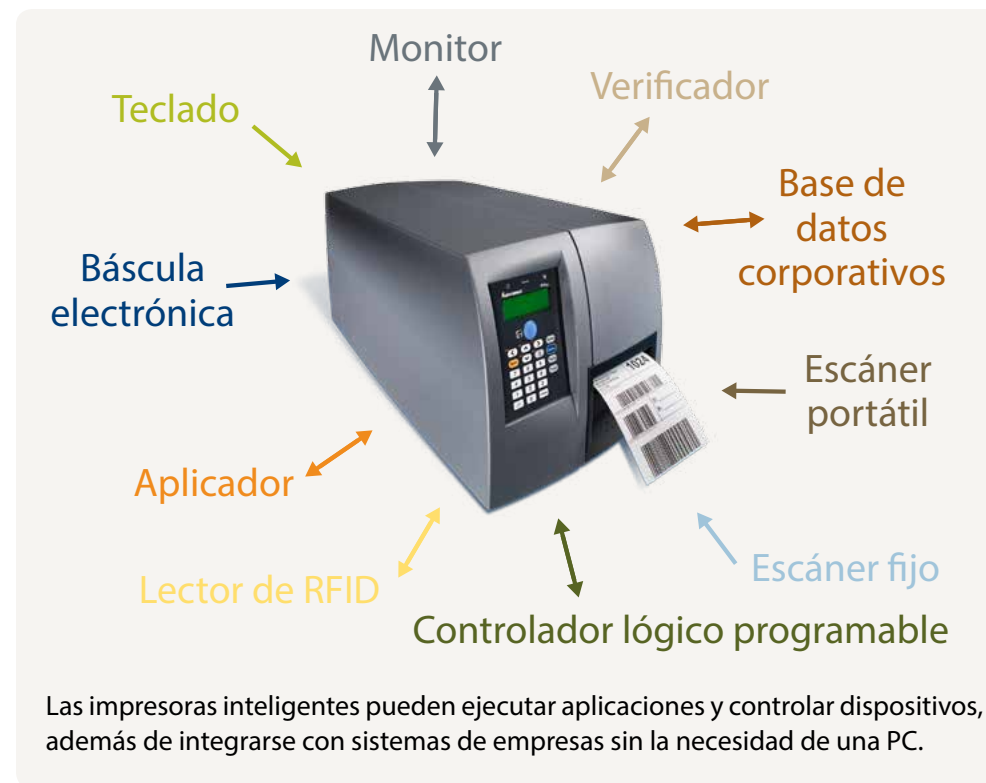 Monitor
Verificador
Teclado
Base de
datos
corporativos
Báscula
electrónica
1024
Escáner
portátil
Aplicador
Escáner fijo
Lector de RFID
Controlador lógico programable
Las impresoras inteligentes pueden ejecutar aplicaciones y controlar dispositivos,
además de integrarse con sistemas de empresas sin la necesidad de una PC.